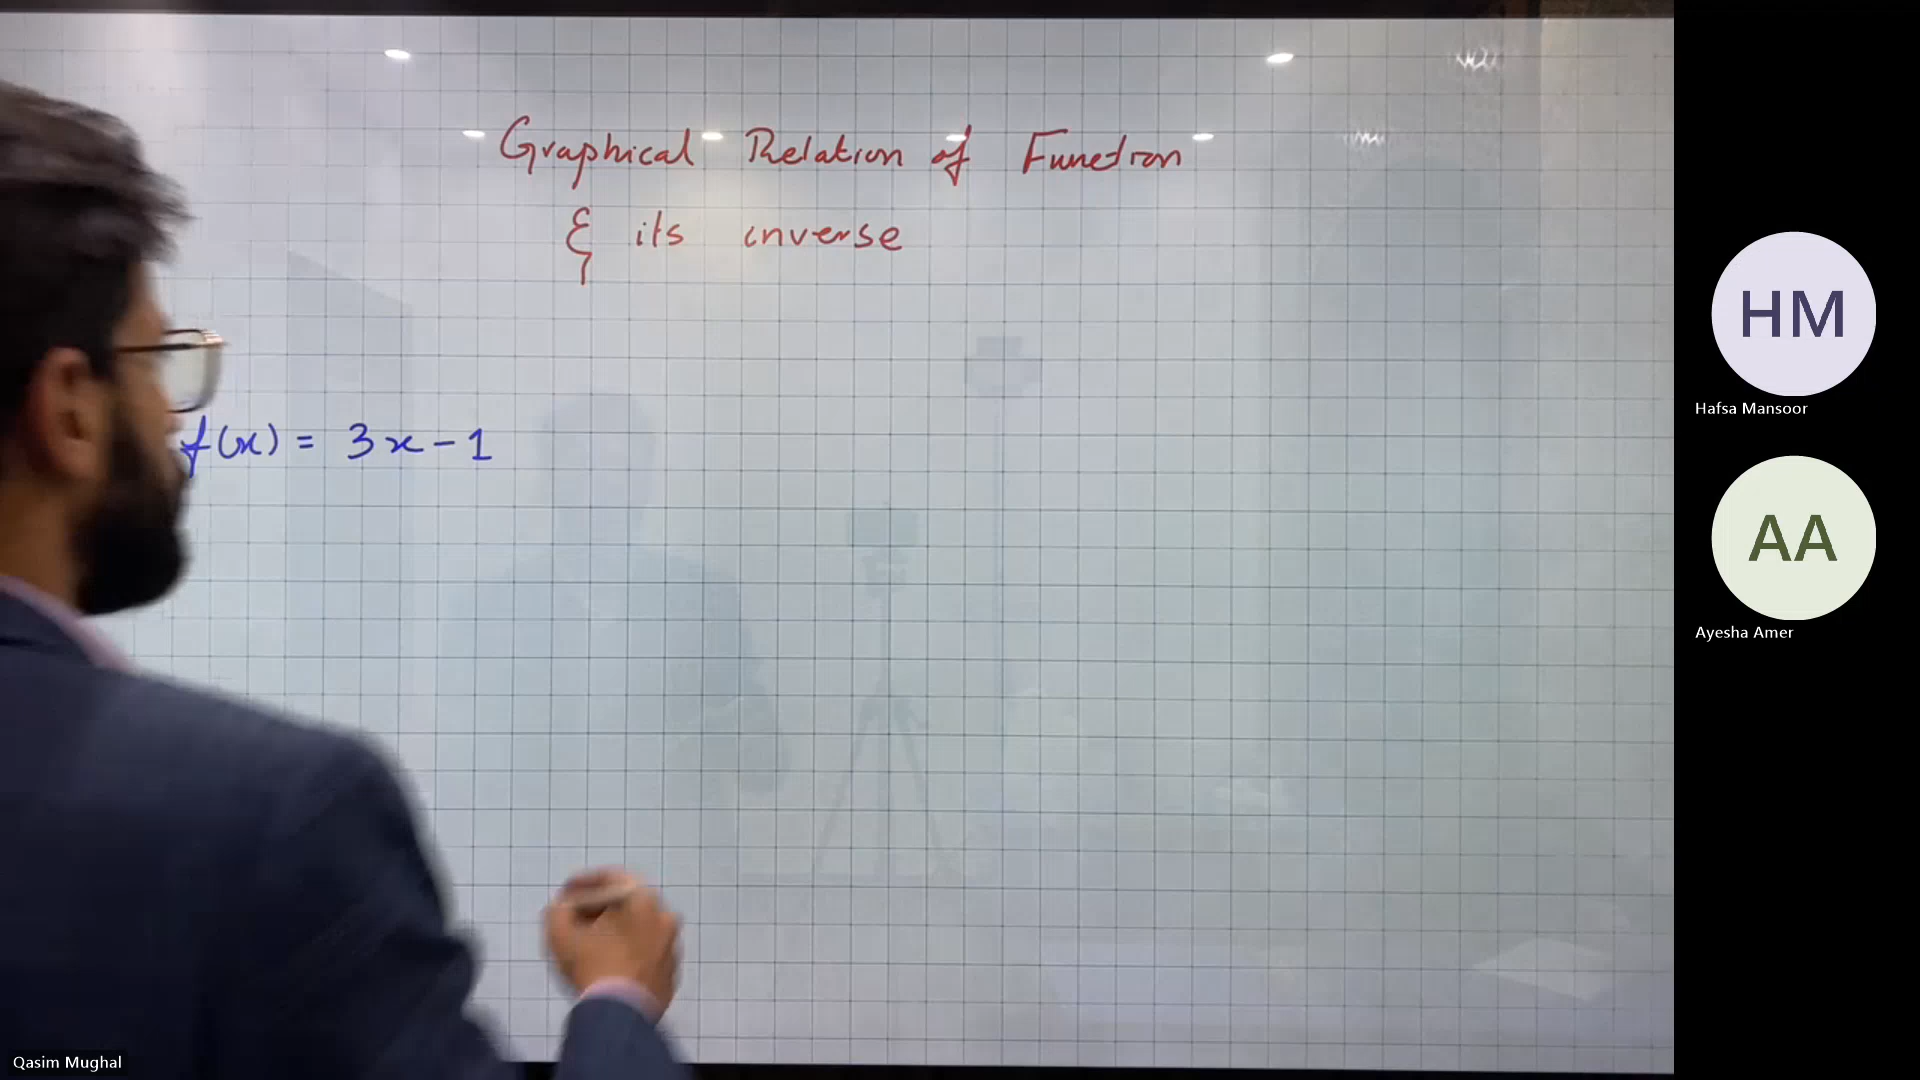 Graphical Relation of Function
& its inverse
f(x) = 3x - 1
HM
Hafsa Mansoor
AA
Ayesha Amer
Qasim Mughal